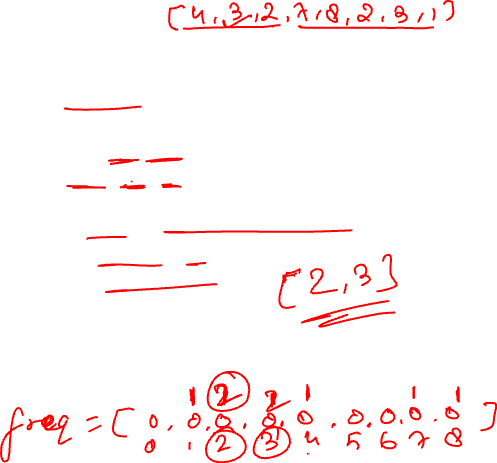 [4,3,2,7,8,2,3,1]
[2,3]
1 2 2 1 1 1
freq = [0,0,0,0,0,0,0,0,0]
0 1 2 3 4 5 6 7 8